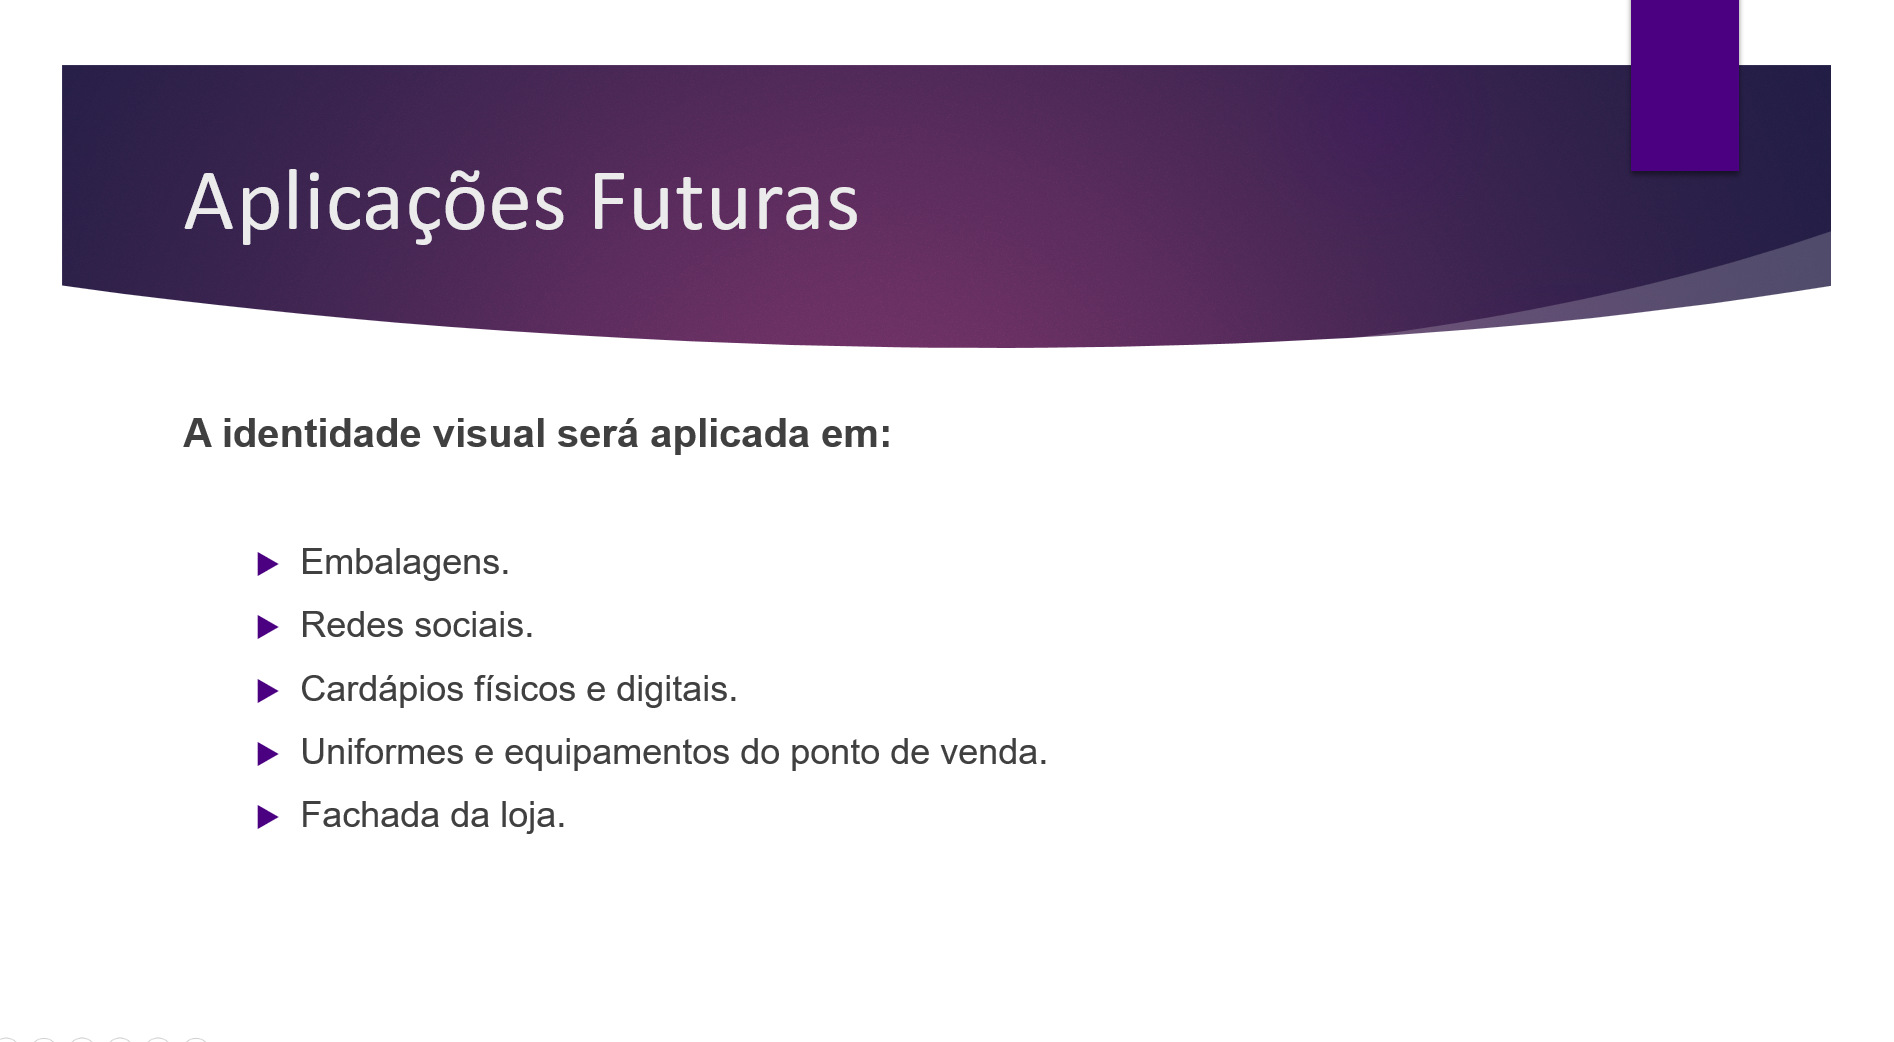 Aplicações Futuras
A identidade visual será aplicada em:
Embalagens.
Redes sociais.
Cardápios físicos e digitais.
Uniformes e equipamentos do ponto de venda.
Fachada da loja.